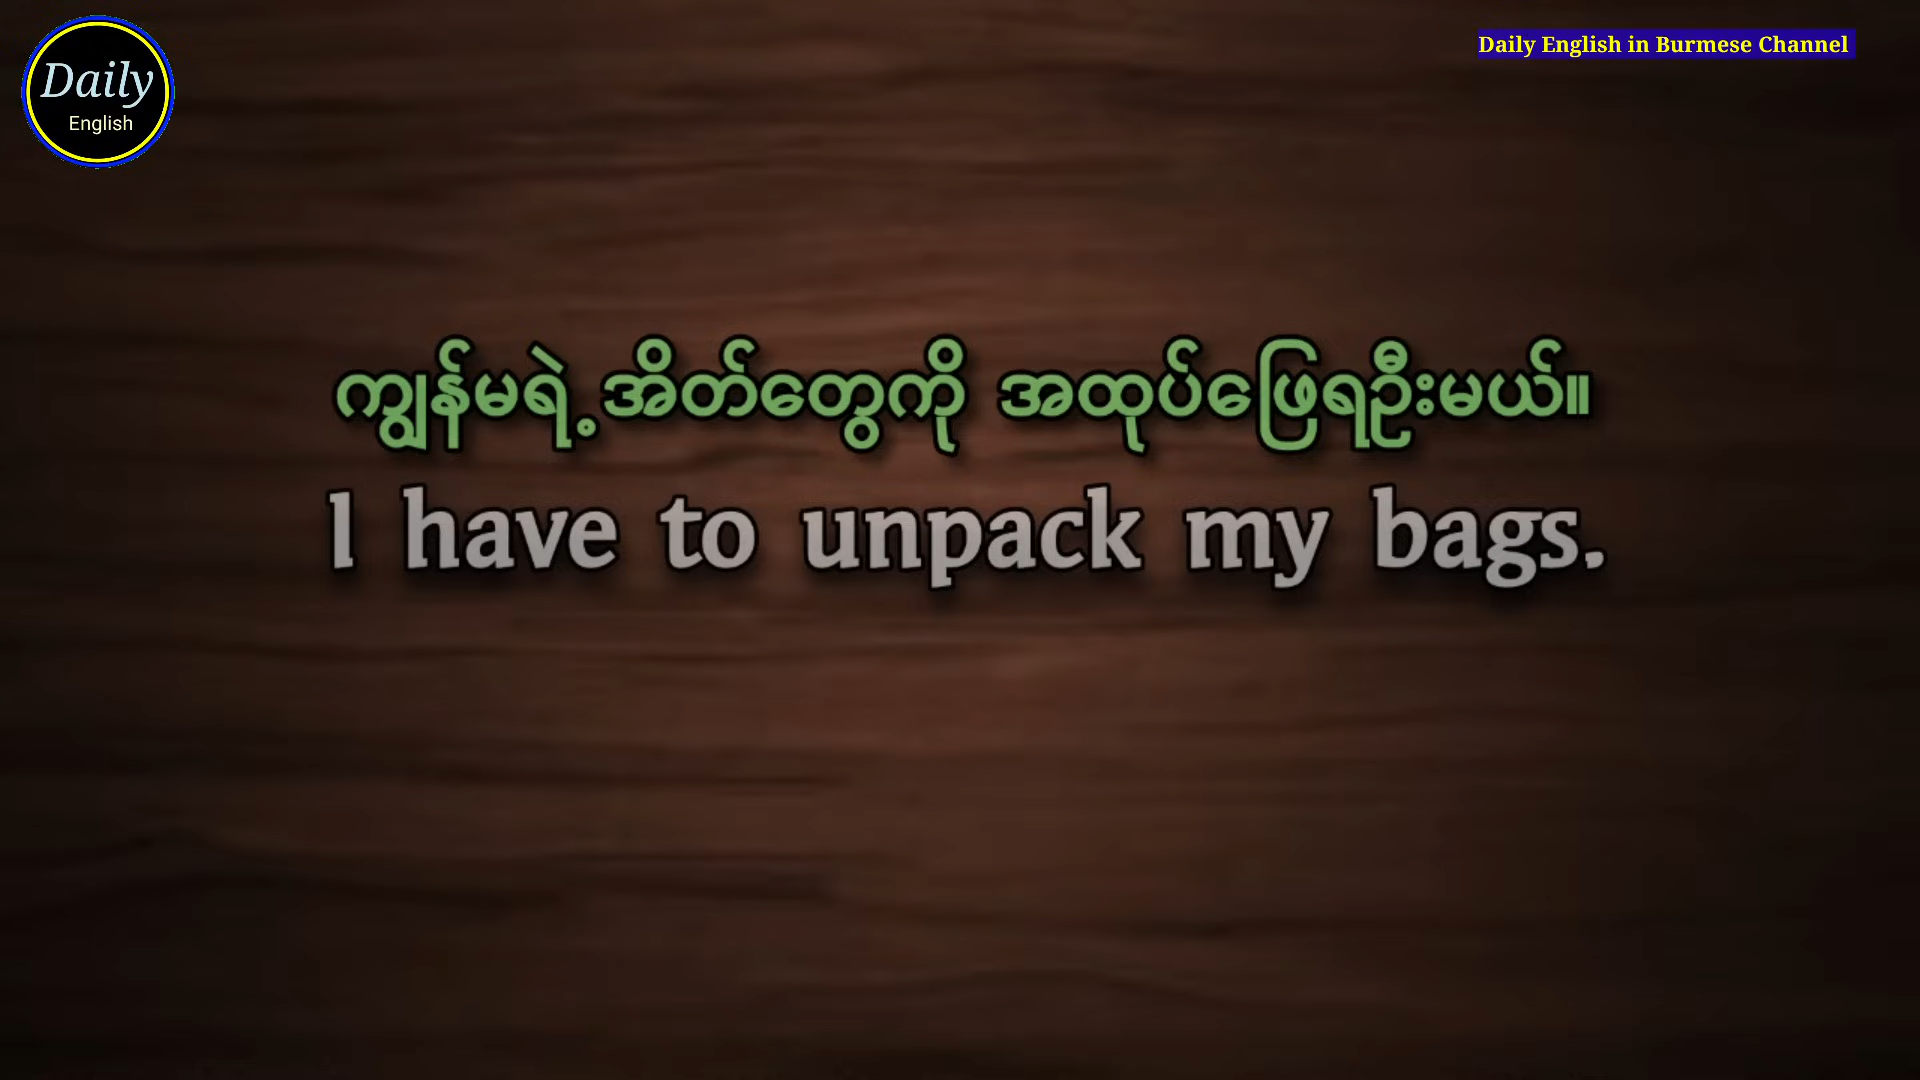 Daily
English
Daily English in Burmese Channel
ကျွန်မရဲ့အိတ်တွေကို အထုပ်ဖြေရဦးမယ်။
I have to unpack my bags.